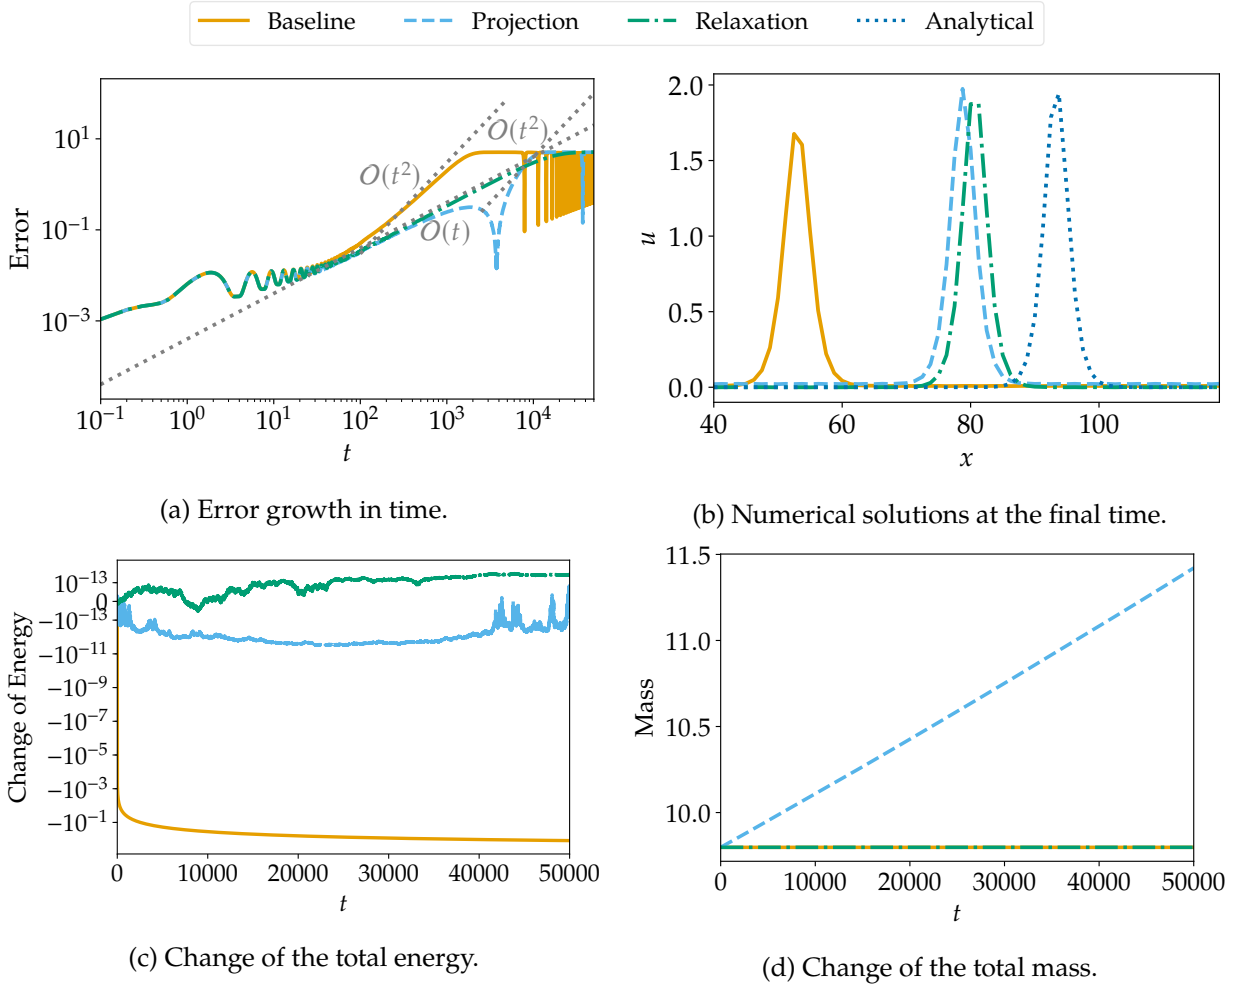 Baseline Projection Relaxation Analytical
10^1
10^{-1}
10^{-3}
Error
O(t^2)
O(t^2)
O(t)
10^{-1} 10^0 10^1 10^2 10^3 10^4
t
(a) Error growth in time.
2.0
1.5
1.0
0.5
0.0
u
40 60 80 100
x
(b) Numerical solutions at the final time.
10^{-13}
0
−10^{-13}
−10^{-11}
−10^{-9}
−10^{-7}
−10^{-5}
−10^{-3}
−10^{-1}
Change of Energy
0 10000 20000 30000 40000 50000
t
(c) Change of the total energy.
11.5
11.0
10.5
10.0
Mass
0 10000 20000 30000 40000 50000
t
(d) Change of the total mass.